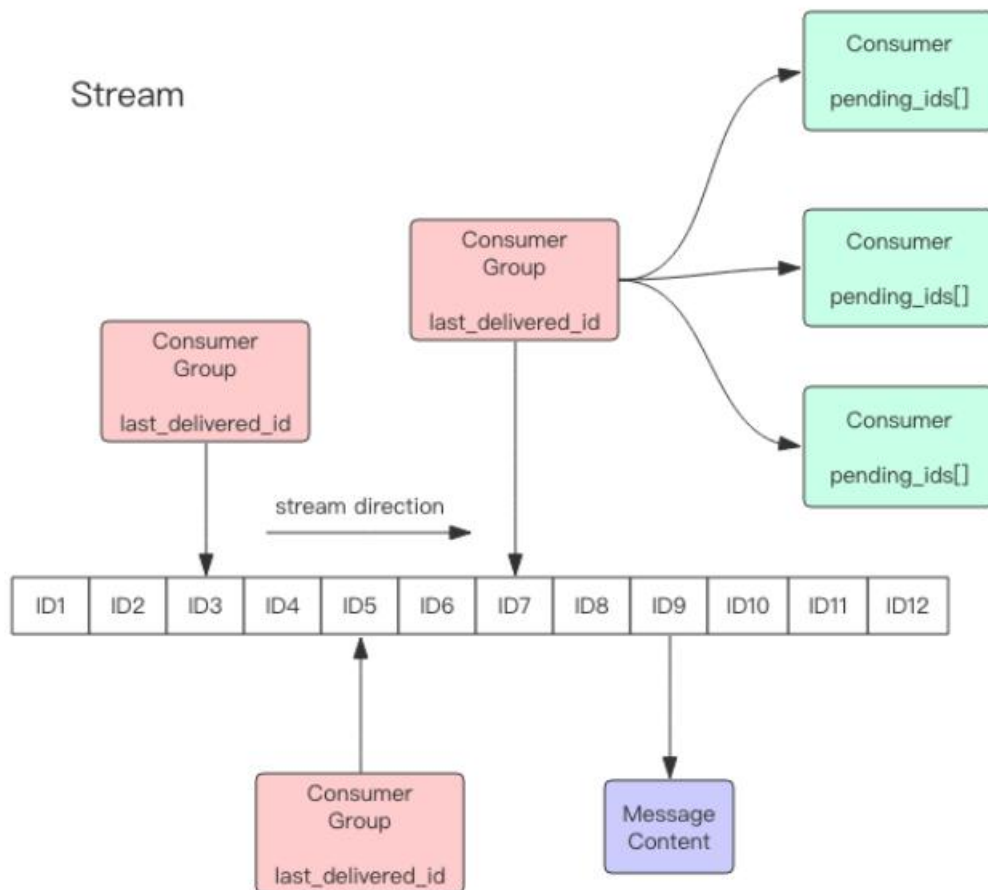 Stream
Consumer
pending_ids[]
Consumer
Group
last_delivered_id
Consumer
pending_ids[]
Consumer
Group
last_delivered_id
Consumer
pending_ids[]
stream direction
ID1 ID2 ID3 ID4 ID5 ID6 ID7 ID8 ID9 ID10 ID11 ID12
Consumer
Group
last_delivered_id
Message
Content